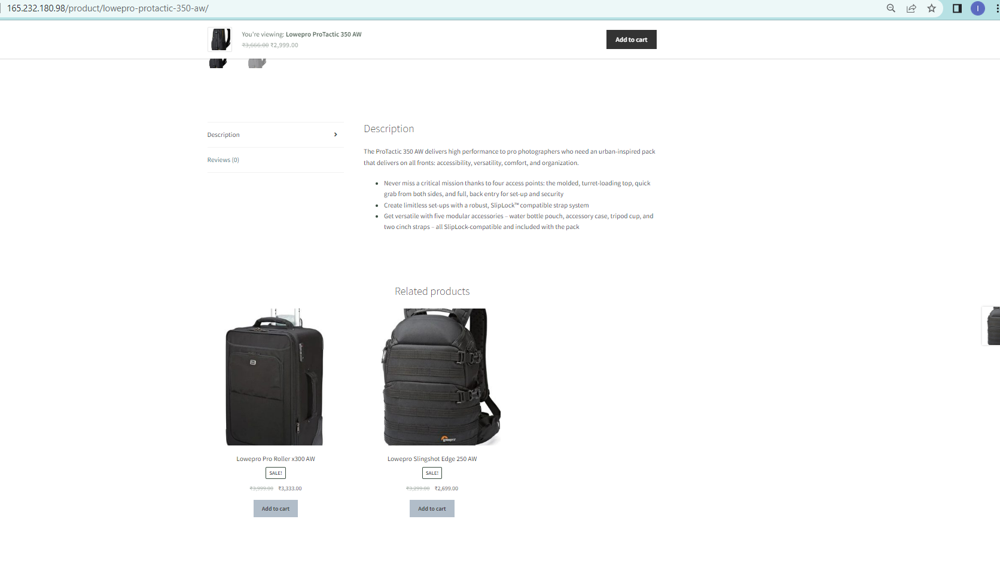 165.232.180.98/product/lowepro-protactic-350-aw/
I
You're viewing: Lowepro ProTactic 350 AW
₹3,666.00 ₹2,999.00
Add to cart
Description
Reviews (0)
Description
The ProTactic 350 AW delivers high performance to pro photographers who need an urban-inspired pack
that delivers on all fronts: accessibility, versatility, comfort, and organization.
• Never miss a critical mission thanks to four access points: the molded, turret-loading top, quick
grab from both sides, and full, back entry for set-up and security
• Create limitless set-ups with a robust, SlipLock™ compatible strap system
• Get versatile with five modular accessories – water bottle pouch, accessory case, tripod cup, and
two cinch straps – all SlipLock-compatible and included with the pack
Related products
lowepro
Lowepro Pro Roller x300 AW
SALE!
₹3,999.00 ₹3,333.00
Add to cart
Lowepro Slingshot Edge 250 AW
SALE!
₹3,299.00 ₹2,699.00
Add to cart